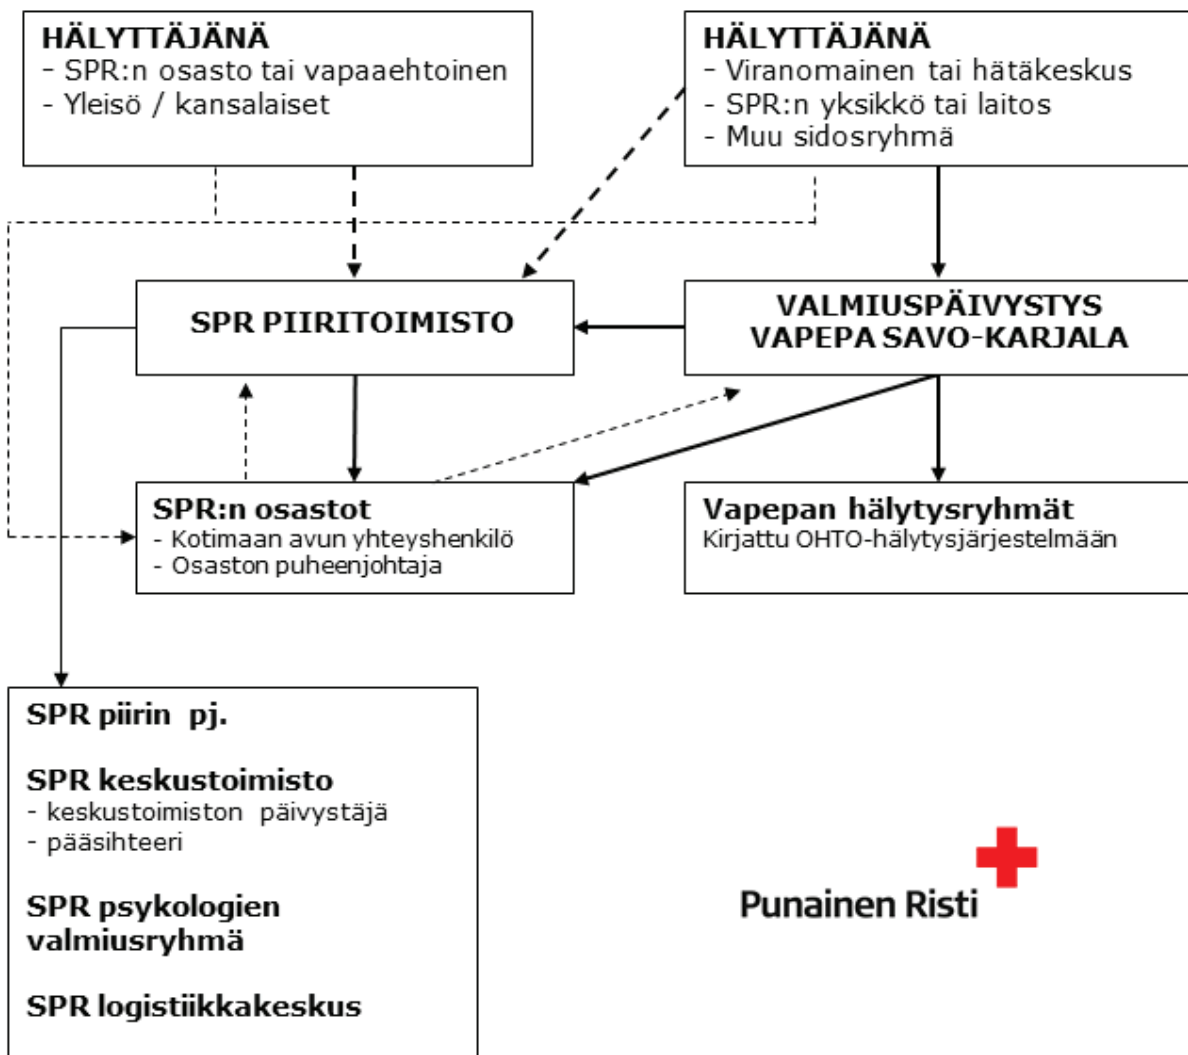 HÄLYTTÄJÄNÄ
- SPR:n osasto tai vapaaehtoinen
- Yleisö / kansalaiset
HÄLYTTÄJÄNÄ
- Viranomainen tai hätäkeskus
- SPR:n yksikkö tai laitos
- Muu sidosryhmä
SPR PIIRITOIMISTO
VALMIUSPÄIVYSTYS
VAPEPA SAVO-KARJALA
SPR:n osastot
- Kotimaan avun yhteyshenkilö
- Osaston puheenjohtaja
Vapepan hälytysryhmät
Kirjattu OHTO-hälytysjärjestelmään
SPR piirin pj.
SPR keskustoimisto
- keskustoimiston päivystäjä
- pääsihteeri
SPR psykologien
valmiusryhmä
SPR logistiikkakeskus
Punainen Risti